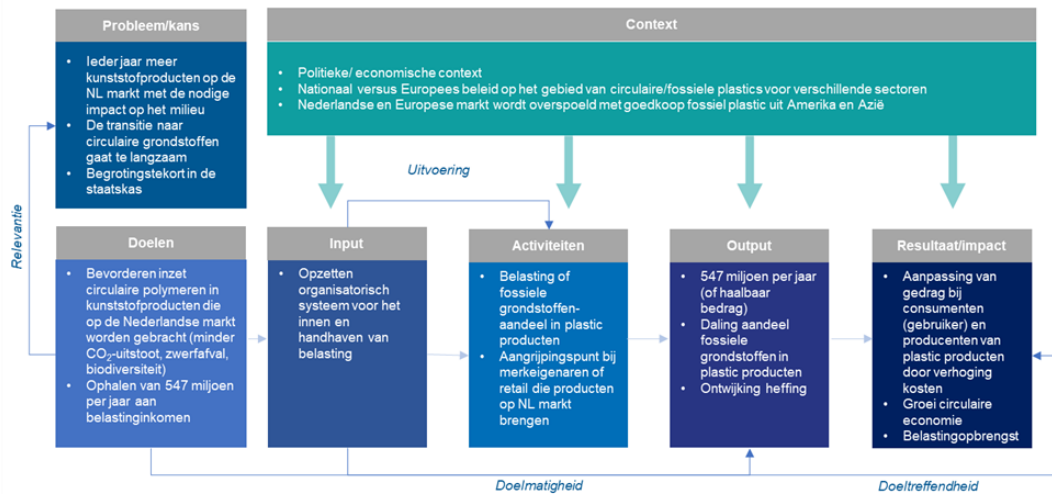 Probleem/kans
Ieder jaar meer
kunststofproducten op de
NL markt met de nodige
impact op het milieu
De transitie naar
circulaire grondstoffen
gaat te langzaam
Begrotingstekort in de
staatskas
Context
Politieke/ economische context
Nationaal versus Europees beleid op het gebied van circulaire/fossiele plastics voor verschillende sectoren
Nederlandse en Europese markt wordt overspoeld met goedkoop fossiel plastic uit Amerika en Azië
Uitvoering
Relevantie
Doelen
Bevorderen inzet
circulaire polymeren in
kunststofproducten die
op de Nederlandse markt
worden gebracht (minder
CO₂-uitstoot, zwerfafval,
biodiversiteit)
Ophalen van 547 miljoen
per jaar aan
belastinginkomen
Input
Opzetten
organisatorisch
systeem voor het
innen en
handhaven van
belasting
Activiteiten
Belasting of
fossiele
grondstoffen-
aandeel in plastic
producten
Aangrijpingspunt bij
merkeigenaren of
retail die producten
op NL markt
brengen
Output
547 miljoen per jaar
(of haalbaar
bedrag)
Daling aandeel
fossiele
grondstoffen in
plastic producten
Ontwijking heffing
Resultaat/impact
Aanpassing van
gedrag bij
consumenten
(gebruiker) en
producenten van
plastic producten
door verhoging
kosten
Groei circulaire
economie
Belastingopbrengst
Doelmatigheid
Doeltreffendheid